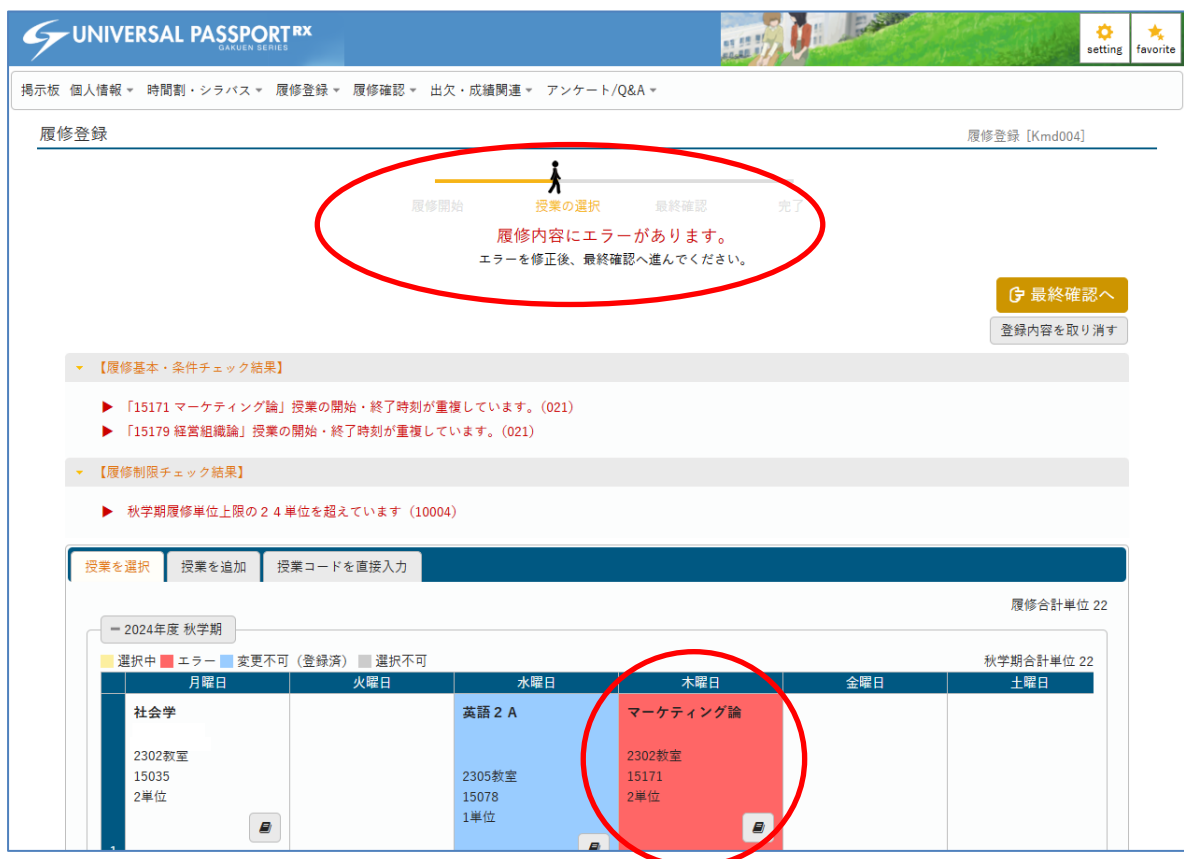 UNIVERSAL PASSPORT RX
GAKUEN SERIES
setting
favorite
掲示板 個人情報 時間割・シラバス 履修登録 履修確認 出欠・成績関連 アンケート/Q&A
履修登録
履修登録 [Kmd004]
履修開始 授業の選択 最終確認 完了
履修内容にエラーがあります。
エラーを修正後、最終確認へ進んでください。
最終確認へ
登録内容を取り消す
【履修基本・条件チェック結果】
▶ 「15171 マーケティング論」授業の開始・終了時刻が重複しています。(021)
▶ 「15179 経営組織論」授業の開始・終了時刻が重複しています。(021)
【履修制限チェック結果】
▶ 秋学期履修単位上限の２４単位を超えています (10004)
授業を選択 授業を追加 授業コードを直接入力
履修合計単位 22
2024年度 秋学期
選択中 エラー 変更不可（登録済） 選択不可
秋学期合計単位 22
月曜日 火曜日 水曜日 木曜日 金曜日 土曜日
社会学
2302教室
15035
2単位
英語２Ａ
2305教室
15078
1単位
マーケティング論
2302教室
15171
2単位
1